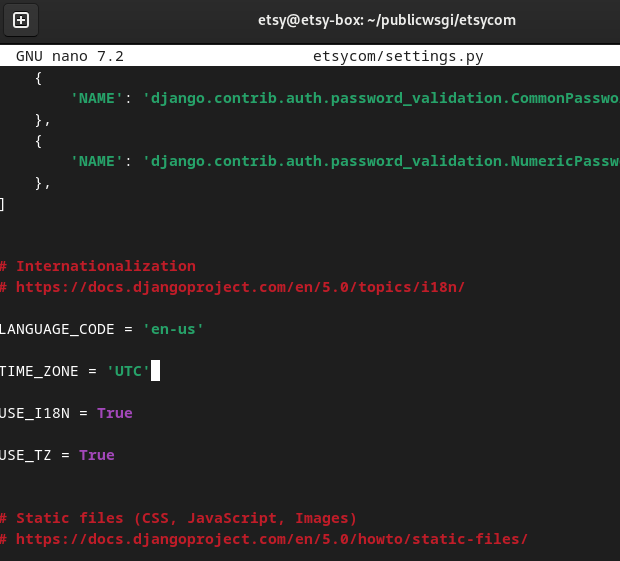 etsy@etsy-box: ~/publicwsgi/etsycom
GNU nano 7.2 etsycom/settings.py
{
'NAME': 'django.contrib.auth.password_validation.CommonPasswo
},
{
'NAME': 'django.contrib.auth.password_validation.NumericPassw
},
]
# Internationalization
# https://docs.djangoproject.com/en/5.0/topics/i18n/
LANGUAGE_CODE = 'en-us'
TIME_ZONE = 'UTC'
USE_I18N = True
USE_TZ = True
# Static files (CSS, JavaScript, Images)
# https://docs.djangoproject.com/en/5.0/howto/static-files/